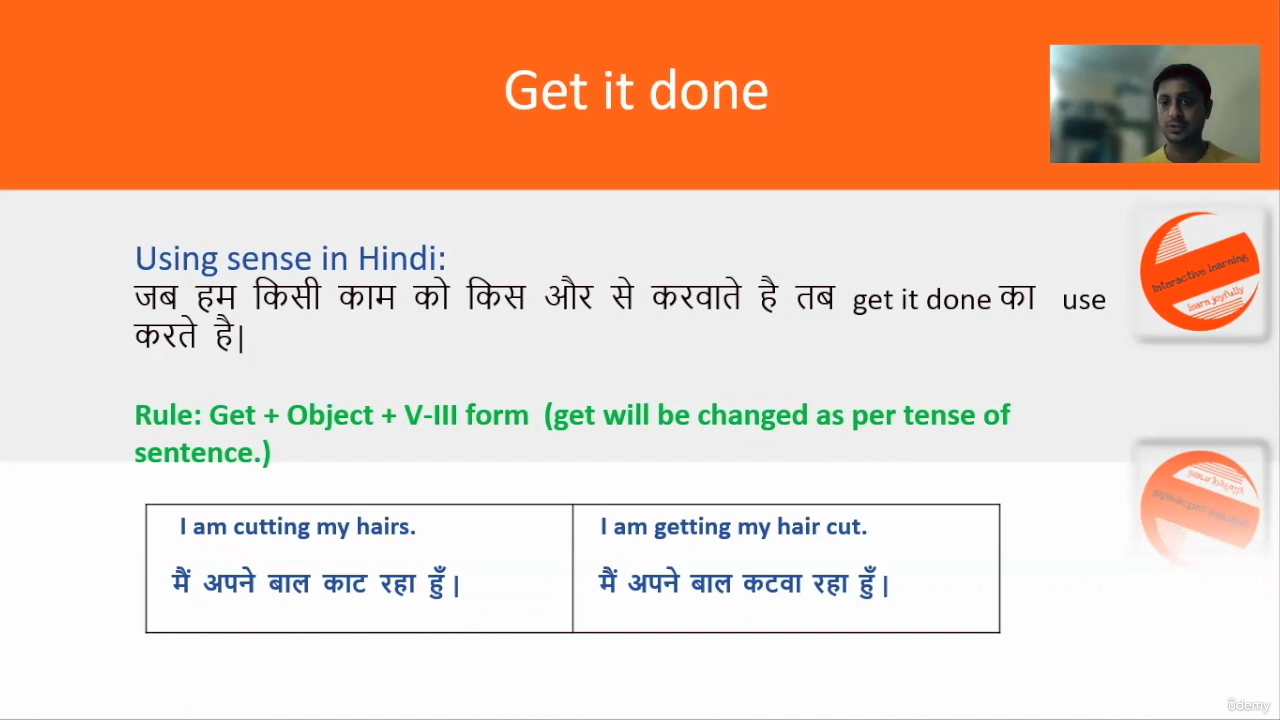 Get it done
Using sense in Hindi:
जब हम किसी काम को किस और से करवाते है तब get it done का use
करते है|
Interactive learning
learn joyfully
Rule: Get + Object + V-III form (get will be changed as per tense of
sentence.)
I am cutting my hairs.
मैं अपने बाल काट रहा हुँ |
I am getting my hair cut.
मैं अपने बाल कटवा रहा हुँ |
ûdemy